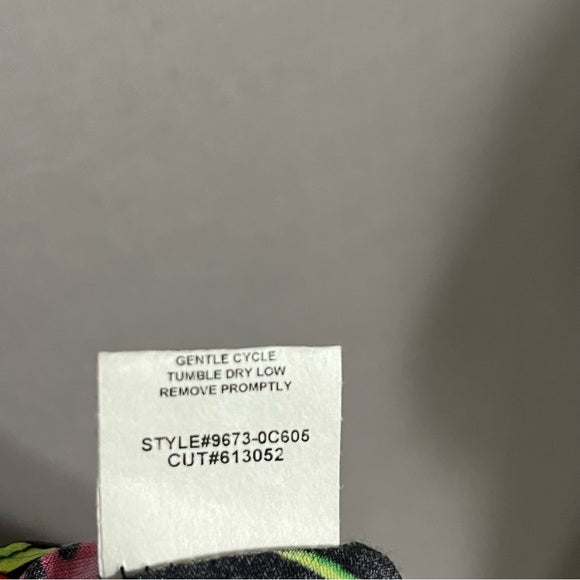 GENTLE CYCLE
TUMBLE DRY LOW
REMOVE PROMPTLY
STYLE#9673-0C605
CUT#613052